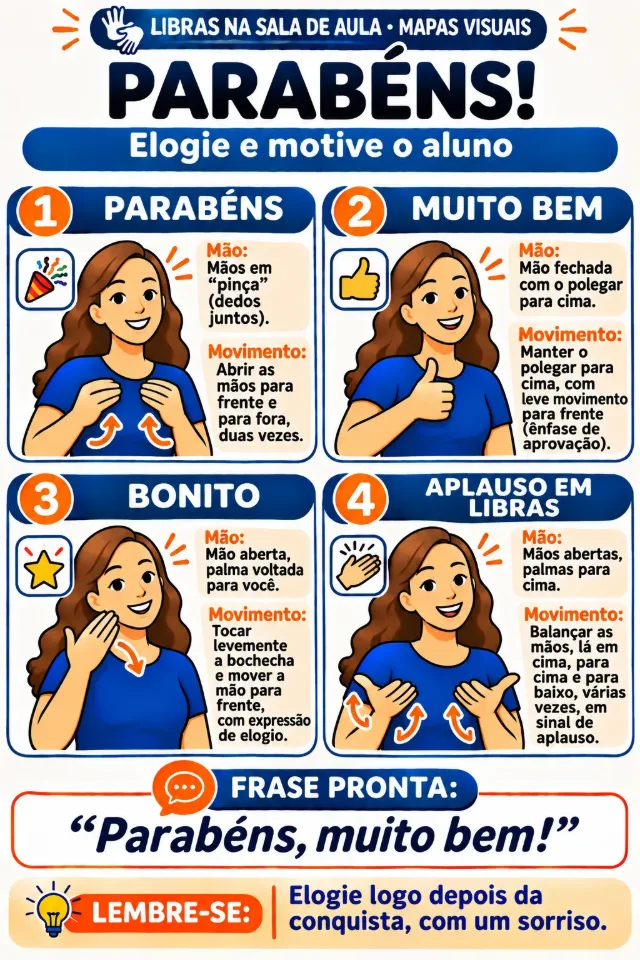 LIBRAS NA SALA DE AULA • MAPAS VISUAIS
PARABÉNS!
Elogie e motive o aluno
1 PARABÉNS
Mão:
Mãos em
“pinça”
(dedos
juntos).
Movimento:
Abrir as
mãos para
frente e
para fora,
duas vezes.
2 MUITO BEM
Mão:
Mão fechada
com o polegar
para cima.
Movimento:
Manter o
polegar para
cima, com
leve movimento
para frente
(ênfase de
aprovação).
3 BONITO
Mão:
Mão aberta,
palma voltada
para você.
Movimento:
Tocar
levemente
a bochecha
e mover a
mão para
frente,
com expressão
de elogio.
4 APLAUSO EM
LIBRAS
Mão:
Mãos abertas,
palmas para
cima.
Movimento:
Balançar as
mãos, lá em
cima, para
cima e para
baixo, várias
vezes, em
sinal de
aplauso.
FRASE PRONTA:
“Parabéns, muito bem!”
LEMBRE-SE:
Elogie logo depois da
conquista, com um sorriso.